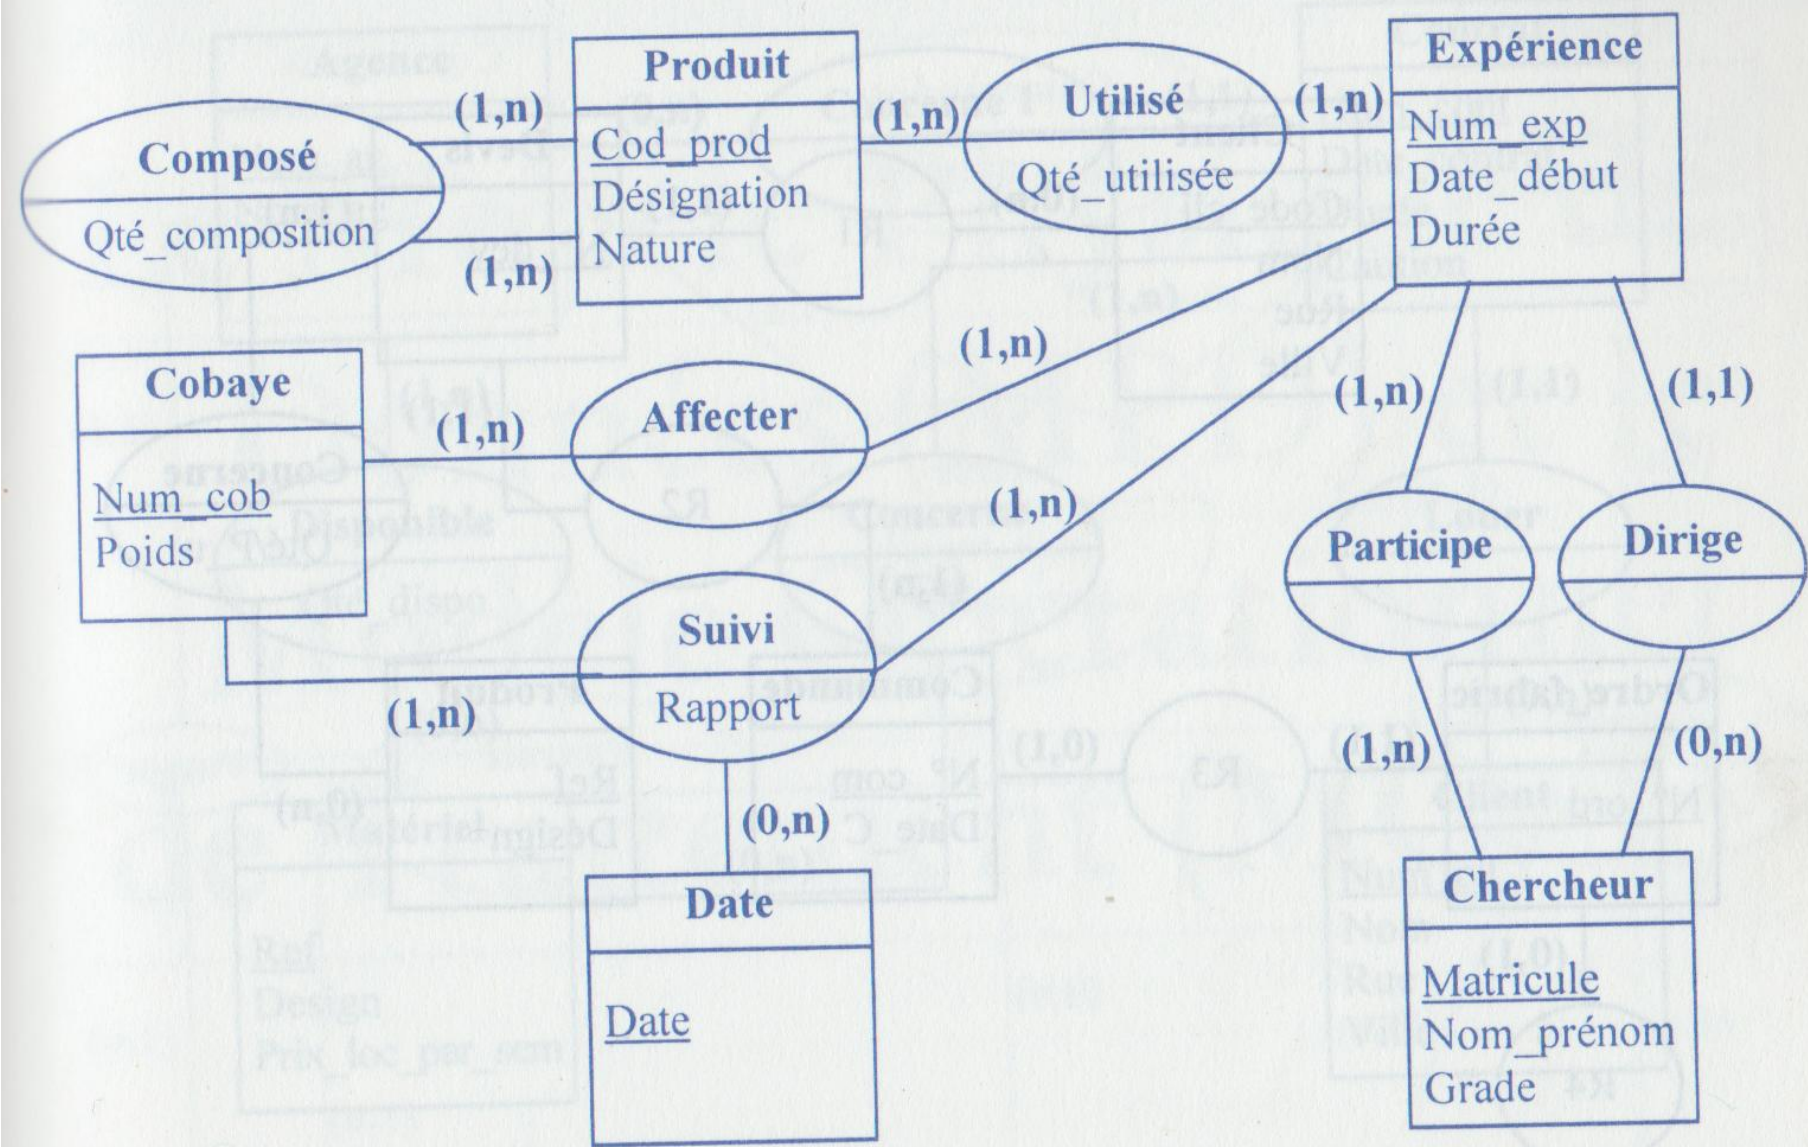 Produit
Cod_prod
Désignation
Nature
(1,n)
Composé
Qté_composition
(1,n)
(1,n)
Utilisé
Qté_utilisée
(1,n)
Expérience
Num_exp
Date_début
Durée
Cobaye
Num_cob
Poids
(1,n)
Affecter
(1,n)
(1,n)
(1,n)
(1,1)
Participe
Dirige
Suivi
Rapport
(1,n)
(0,n)
(1,n)
(0,n)
Date
Date
Chercheur
Matricule
Nom_prénom
Grade